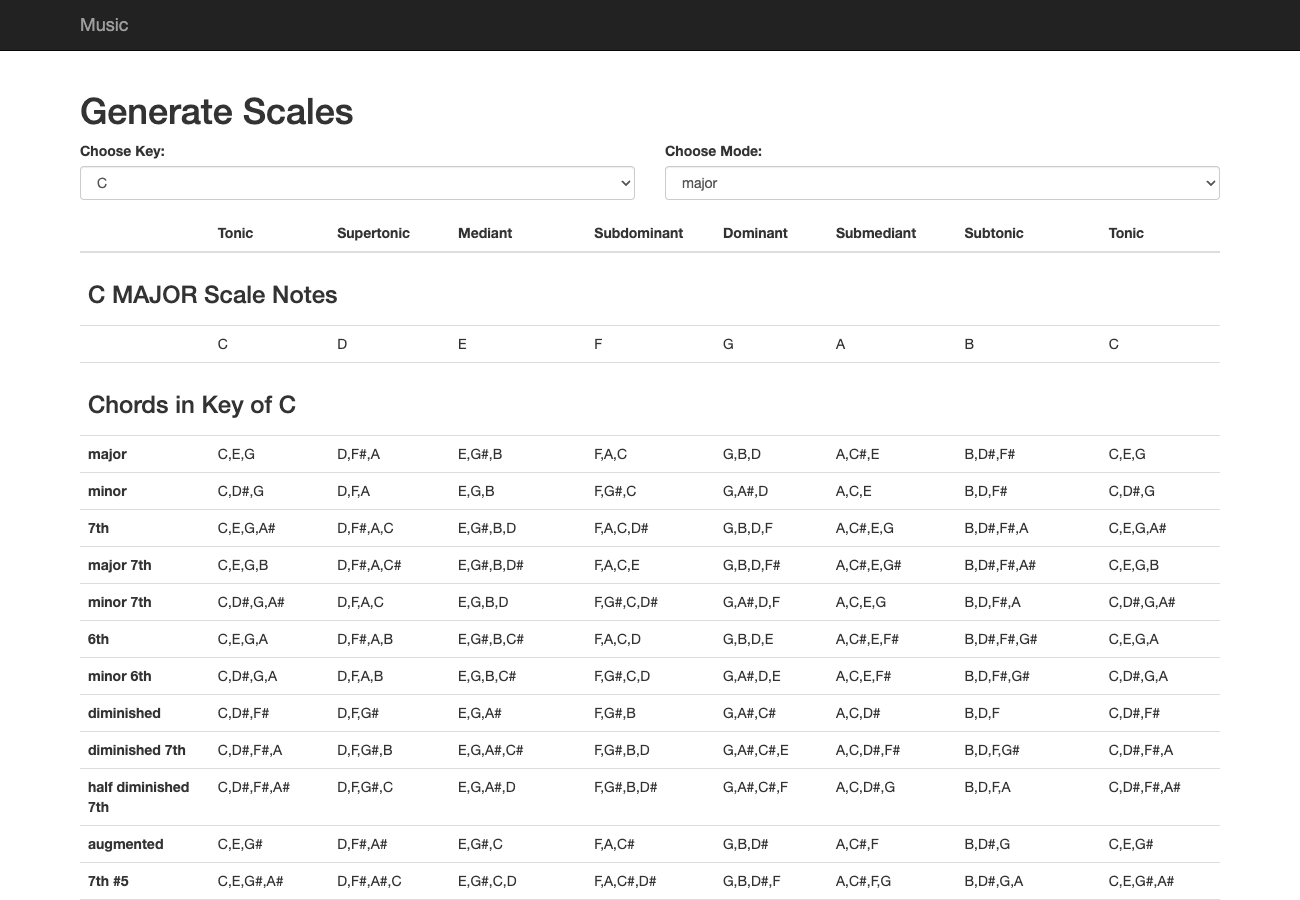 Music
Generate Scales
Choose Key: Choose Mode:
C major
Tonic Supertonic Mediant Subdominant Dominant Submediant Subtonic Tonic
C MAJOR Scale Notes
C D E F G A B C
Chords in Key of C
major C,E,G D,F#,A E,G#,B F,A,C G,B,D A,C#,E B,D#,F# C,E,G
minor C,D#,G D,F,A E,G,B F,G#,C G,A#,D A,C,E B,D,F# C,D#,G
7th C,E,G,A# D,F#,A,C E,G#,B,D F,A,C,D# G,B,D,F A,C#,E,G B,D#,F#,A C,E,G,A#
major 7th C,E,G,B D,F#,A,C# E,G#,B,D# F,A,C,E G,B,D,F# A,C#,E,G# B,D#,F#,A# C,E,G,B
minor 7th C,D#,G,A# D,F,A,C E,G,B,D F,G#,C,D# G,A#,D,F A,C,E,G B,D,F#,A C,D#,G,A#
6th C,E,G,A D,F#,A,B E,G#,B,C# F,A,C,D G,B,D,E A,C#,E,F# B,D#,F#,G# C,E,G,A
minor 6th C,D#,G,A D,F,A,B E,G,B,C# F,G#,C,D G,A#,D,E A,C,E,F# B,D,F#,G# C,D#,G,A
diminished C,D#,F# D,F,G# E,G,A# F,G#,B G,A#,C# A,C,D# B,D,F C,D#,F#
diminished 7th C,D#,F#,A D,F,G#,B E,G,A#,C# F,G#,B,D G,A#,C#,E A,C,D#,F# B,D,F,G# C,D#,F#,A
half diminished C,D#,F#,A# D,F,G#,C E,G,A#,D F,G#,B,D# G,A#,C#,F A,C,D#,G B,D,F,A C,D#,F#,A#
7th
augmented C,E,G# D,F#,A# E,G#,C F,A,C# G,B,D# A,C#,F B,D#,G C,E,G#
7th #5 C,E,G#,A# D,F#,A#,C E,G#,C,D F,A,C#,D# G,B,D#,F A,C#,F,G B,D#,G,A C,E,G#,A#